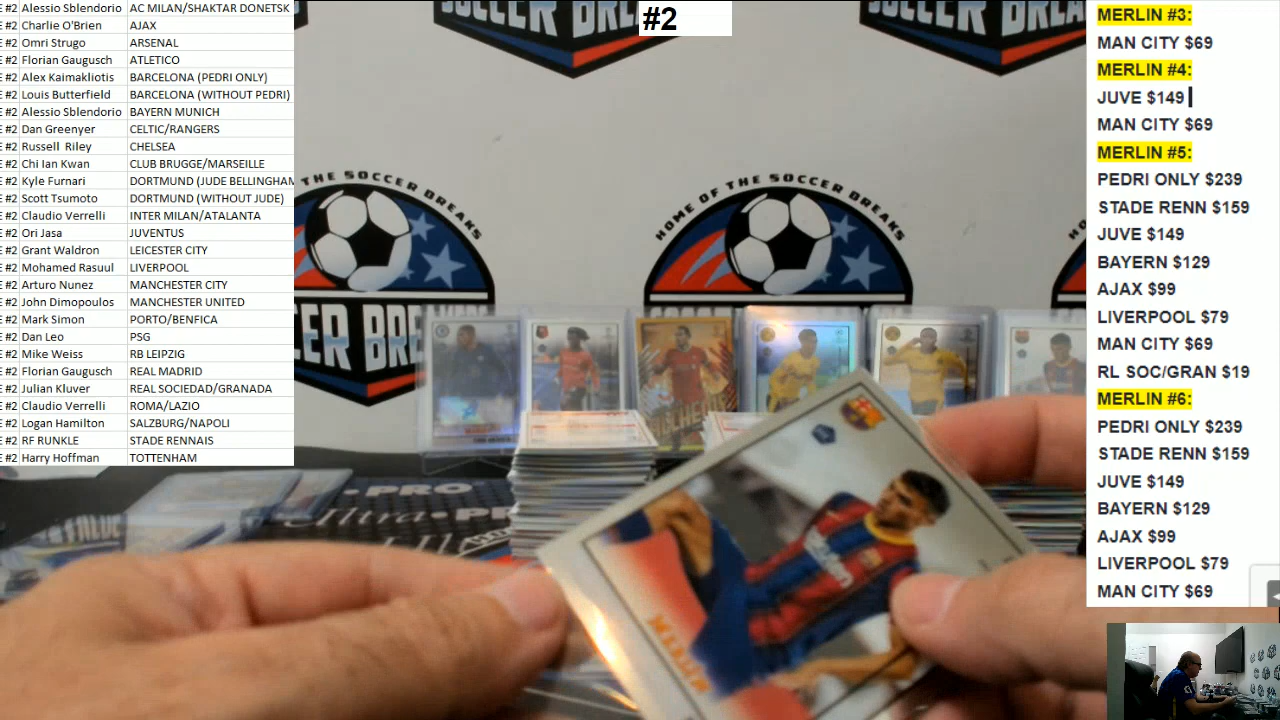 #2
E #2 Alessio Sblendorio AC MILAN/SHAKTAR DONETSK
E #2 Charlie O'Brien AJAX
E #2 Omri Strugo ARSENAL
E #2 Florian Gaugusch ATLETICO
E #2 Alex Kaimakliotis BARCELONA (PEDRI ONLY)
E #2 Louis Butterfield BARCELONA (WITHOUT PEDRI)
E #2 Alessio Sblendorio BAYERN MUNICH
E #2 Dan Greenyer CELTIC/RANGERS
E #2 Russell Riley CHELSEA
E #2 Chi Ian Kwan CLUB BRUGGE/MARSEILLE
E #2 Kyle Furnari DORTMUND (JUDE BELLINGHAM
E #2 Scott Tsumoto DORTMUND (WITHOUT JUDE)
E #2 Claudio Verrelli INTER MILAN/ATALANTA
E #2 Ori Jasa JUVENTUS
E #2 Grant Waldron LEICESTER CITY
E #2 Mohamed Rasuul LIVERPOOL
E #2 Arturo Nunez MANCHESTER CITY
E #2 John Dimopoulos MANCHESTER UNITED
E #2 Mark Simon PORTO/BENFICA
E #2 Dan Leo PSG
E #2 Mike Weiss RB LEIPZIG
E #2 Florian Gaugusch REAL MADRID
E #2 Julian Kluver REAL SOCIEDAD/GRANADA
E #2 Claudio Verrelli ROMA/LAZIO
E #2 Logan Hamilton SALZBURG/NAPOLI
E #2 RF RUNKLE STADE RENNAIS
E #2 Harry Hoffman TOTTENHAM
MERLIN #3:
MAN CITY $69
MERLIN #4:
JUVE $149
MAN CITY $69
MERLIN #5:
PEDRI ONLY $239
STADE RENN $159
JUVE $149
BAYERN $129
AJAX $99
LIVERPOOL $79
MAN CITY $69
RL SOC/GRAN $19
MERLIN #6:
PEDRI ONLY $239
STADE RENN $159
JUVE $149
BAYERN $129
AJAX $99
LIVERPOOL $79
MAN CITY $69
SOCCER BREA
THE SOCCER BREAKS
HOME OF THE SOCCER BREAKS
CER BRE
PRO
Ultra PRO
MERLIN